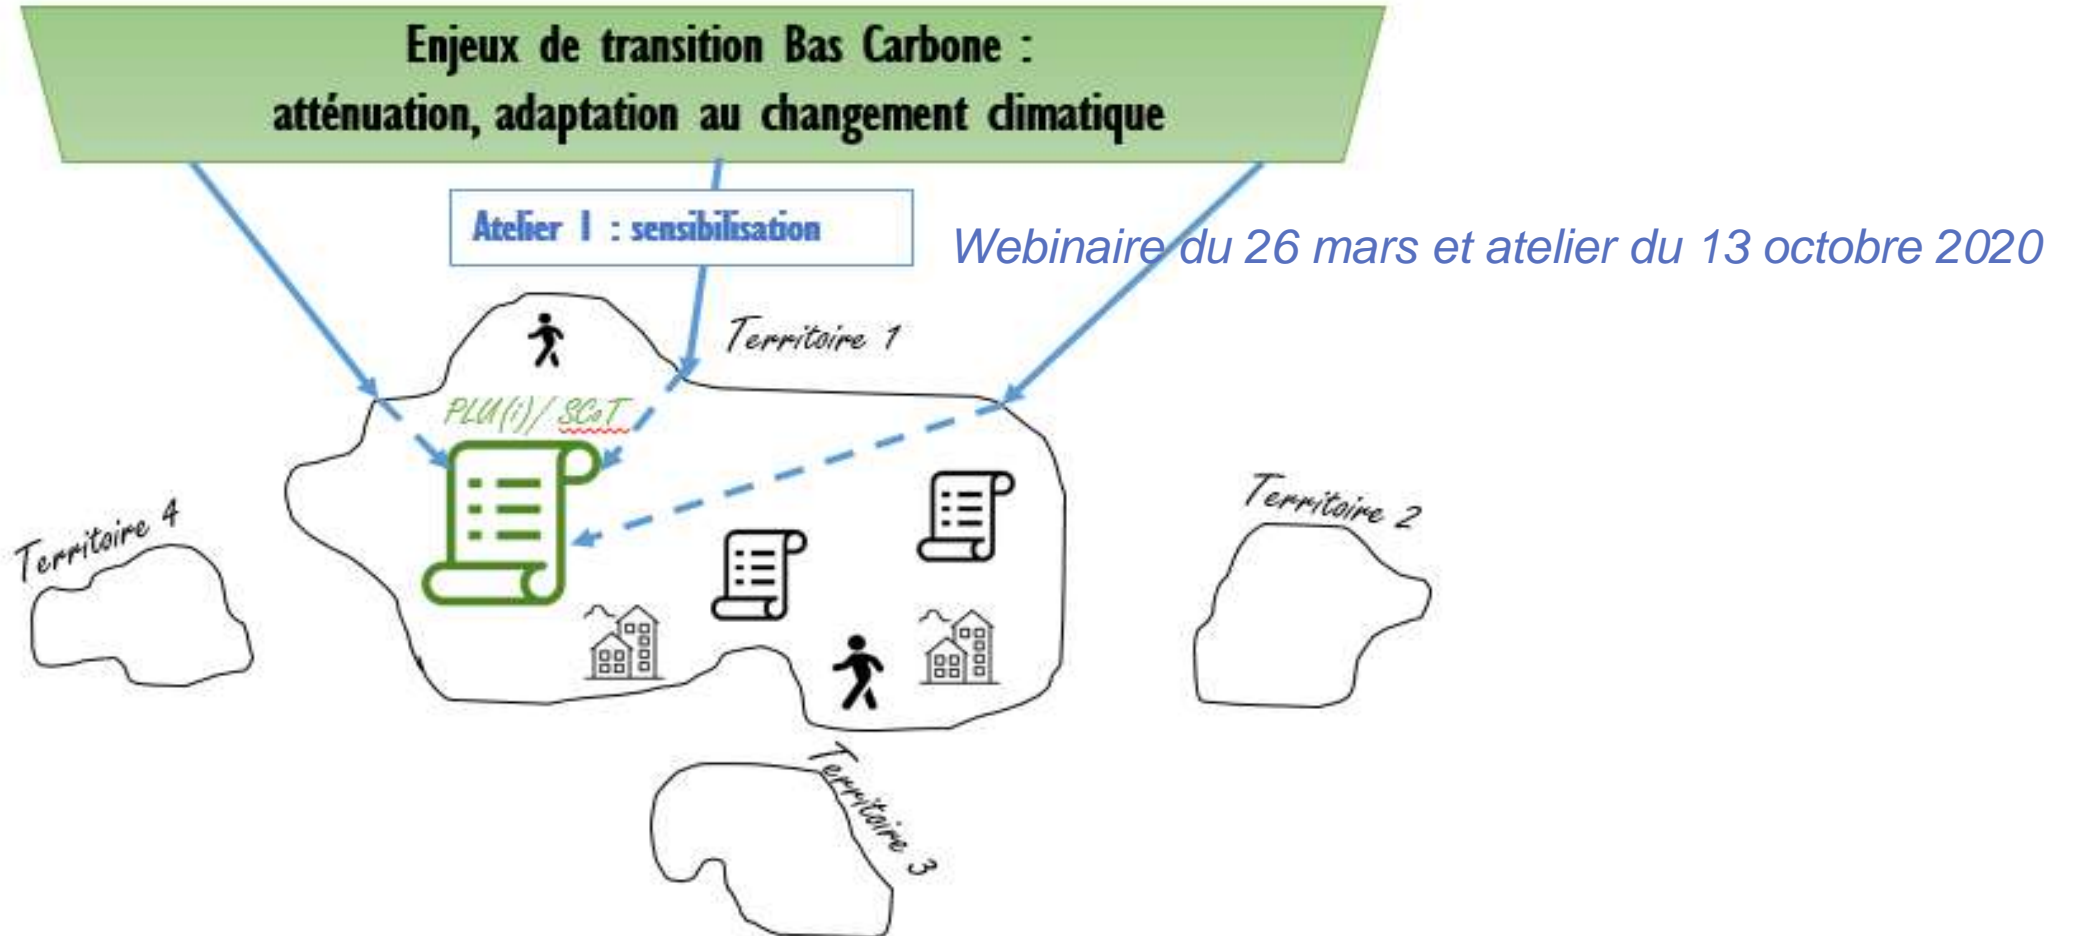 Enjeux de transition Bas Carbone :
atténuation, adaptation au changement climatique
Atelier 1 : sensibilisation
Webinaire du 26 mars et atelier du 13 octobre 2020
Territoire 1
PLU(i)/ SCoT
Territoire 2
Territoire 4
Territoire 3